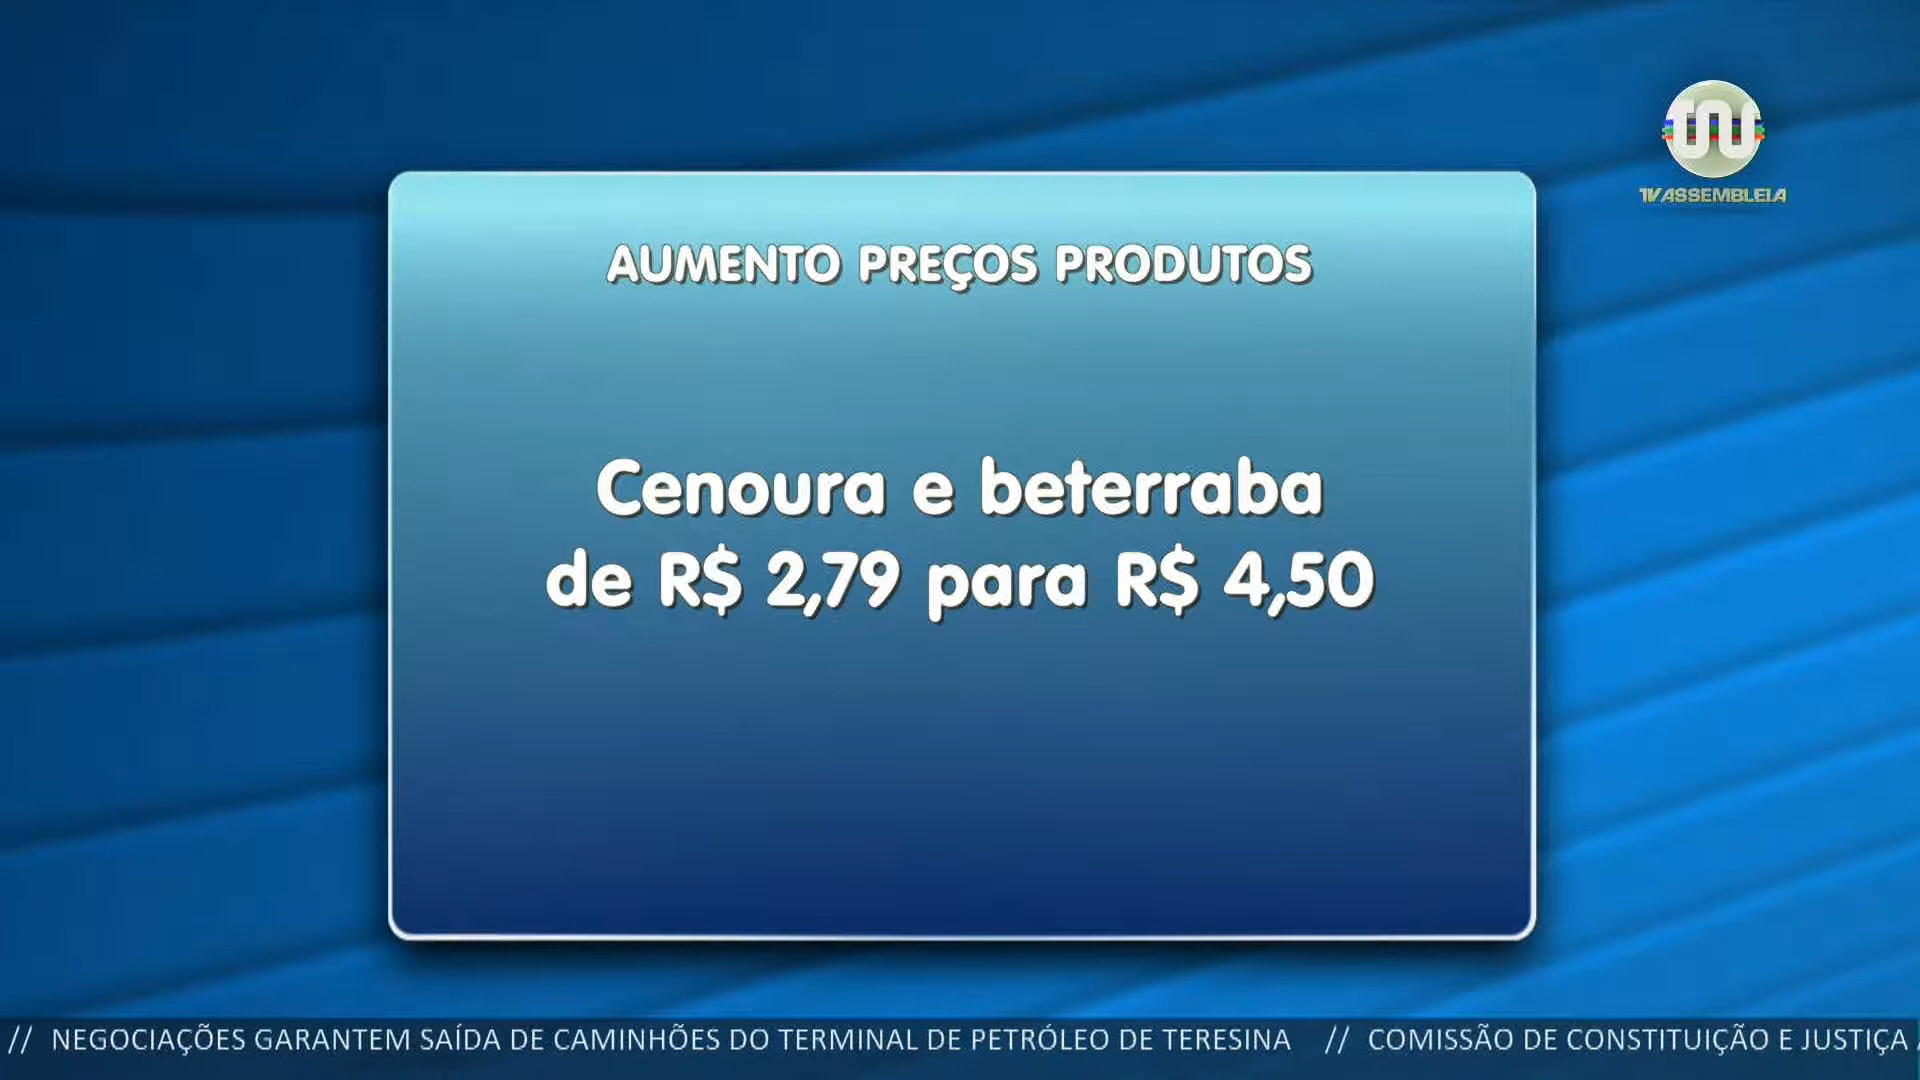 TV ASSEMBLEIA
AUMENTO PREÇOS PRODUTOS
Cenoura e beterraba
de R$ 2,79 para R$ 4,50
// NEGOCIAÇÕES GARANTEM SAÍDA DE CAMINHÕES DO TERMINAL DE PETRÓLEO DE TERESINA // COMISSÃO DE CONSTITUIÇÃO E JUSTIÇA /